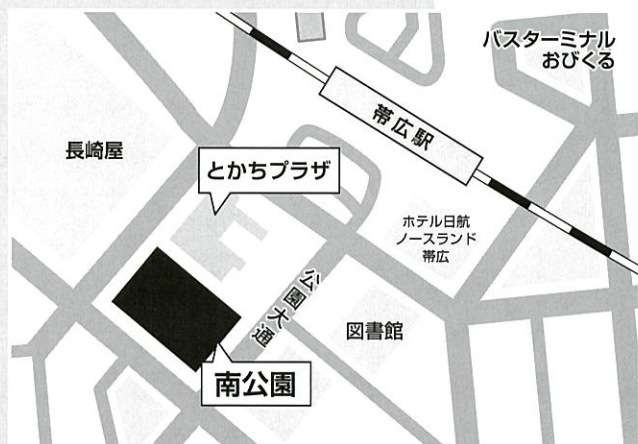 バスターミナル
おびくる
帯広駅
長崎屋
とかちプラザ
ホテル日航
ノースランド
帯広
公園大通
図書館
南公園